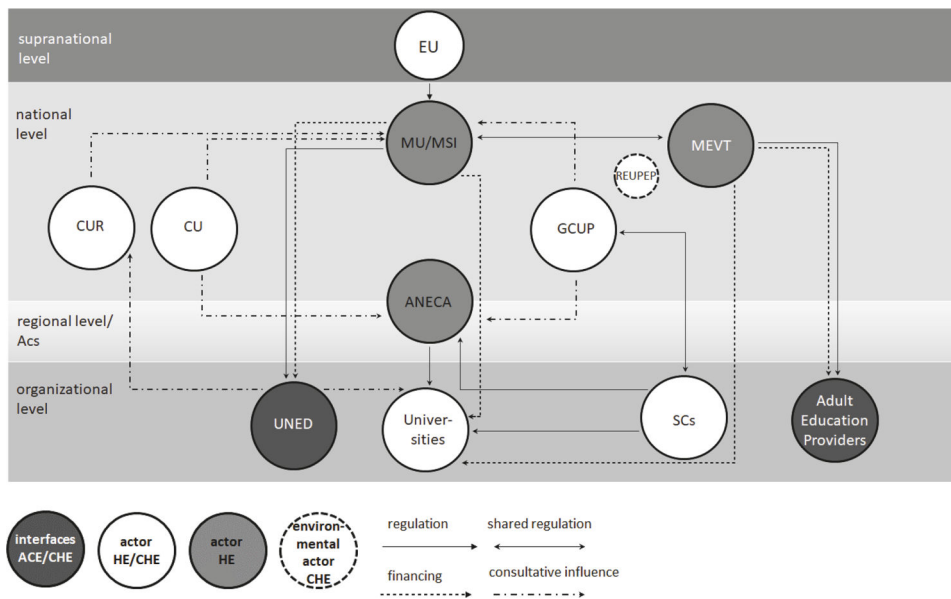 supranational
level
EU
national
level
MU/MSI
MEVT
REUPEP
CUR
CU
GCUP
ANECA
regional level/
Acs
organizational
level
UNED
Univer-
sities
SCs
Adult
Education
Providers
interfaces
ACE/CHE
actor
HE/CHE
actor
HE
environ-
mental
actor
CHE
regulation
shared regulation
financing
consultative influence